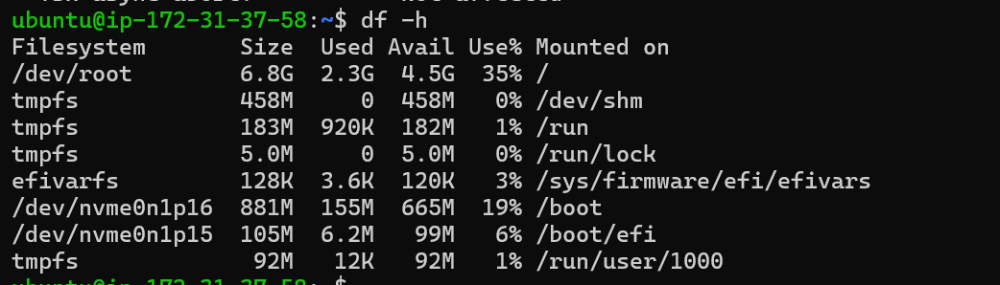 ubuntu@ip-172-31-37-58:~$ df -h
Filesystem Size Used Avail Use% Mounted on
/dev/root 6.8G 2.3G 4.5G 35% /
tmpfs 458M 0 458M 0% /dev/shm
tmpfs 183M 920K 182M 1% /run
tmpfs 5.0M 0 5.0M 0% /run/lock
efivarfs 128K 3.6K 120K 3% /sys/firmware/efi/efivars
/dev/nvme0n1p16 881M 155M 665M 19% /boot
/dev/nvme0n1p15 105M 6.2M 99M 6% /boot/efi
tmpfs 92M 12K 92M 1% /run/user/1000